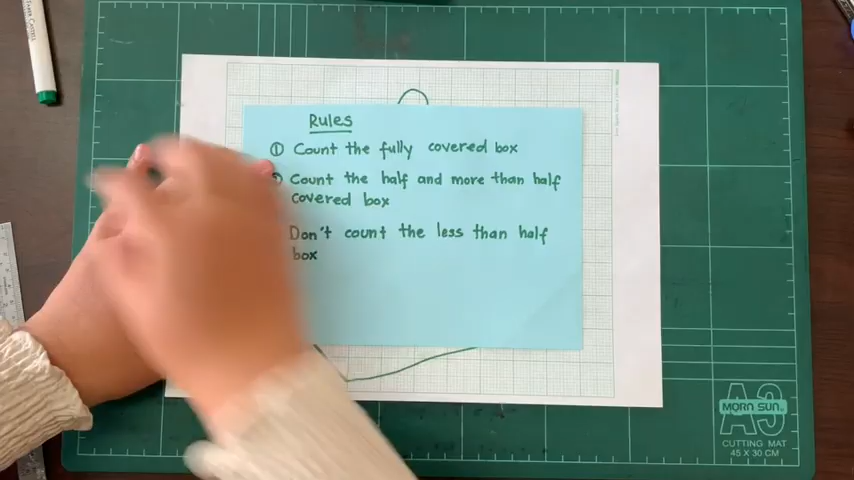 Rules
① Count the fully covered box
Count the half and more than half
covered box
Don't count the less than half
box
A3
MORN SUN
CUTTING MAT
45 X 30 CM